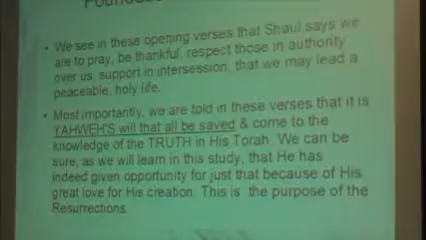 • We see in these opening verses that Shaul says we
are to pray, be thankful, respect those in authority
over us, support in intersession, that we may lead a
peaceable, holy life.
• Most importantly, we are told in these verses that it is
YAHWEH'S will that all be saved & come to the
knowledge of the TRUTH in His Torah. We can be
sure, as we will learn in this study, that He has
indeed given opportunity for just that because of His
great love for His creation. This is the purpose of the
Resurrections.